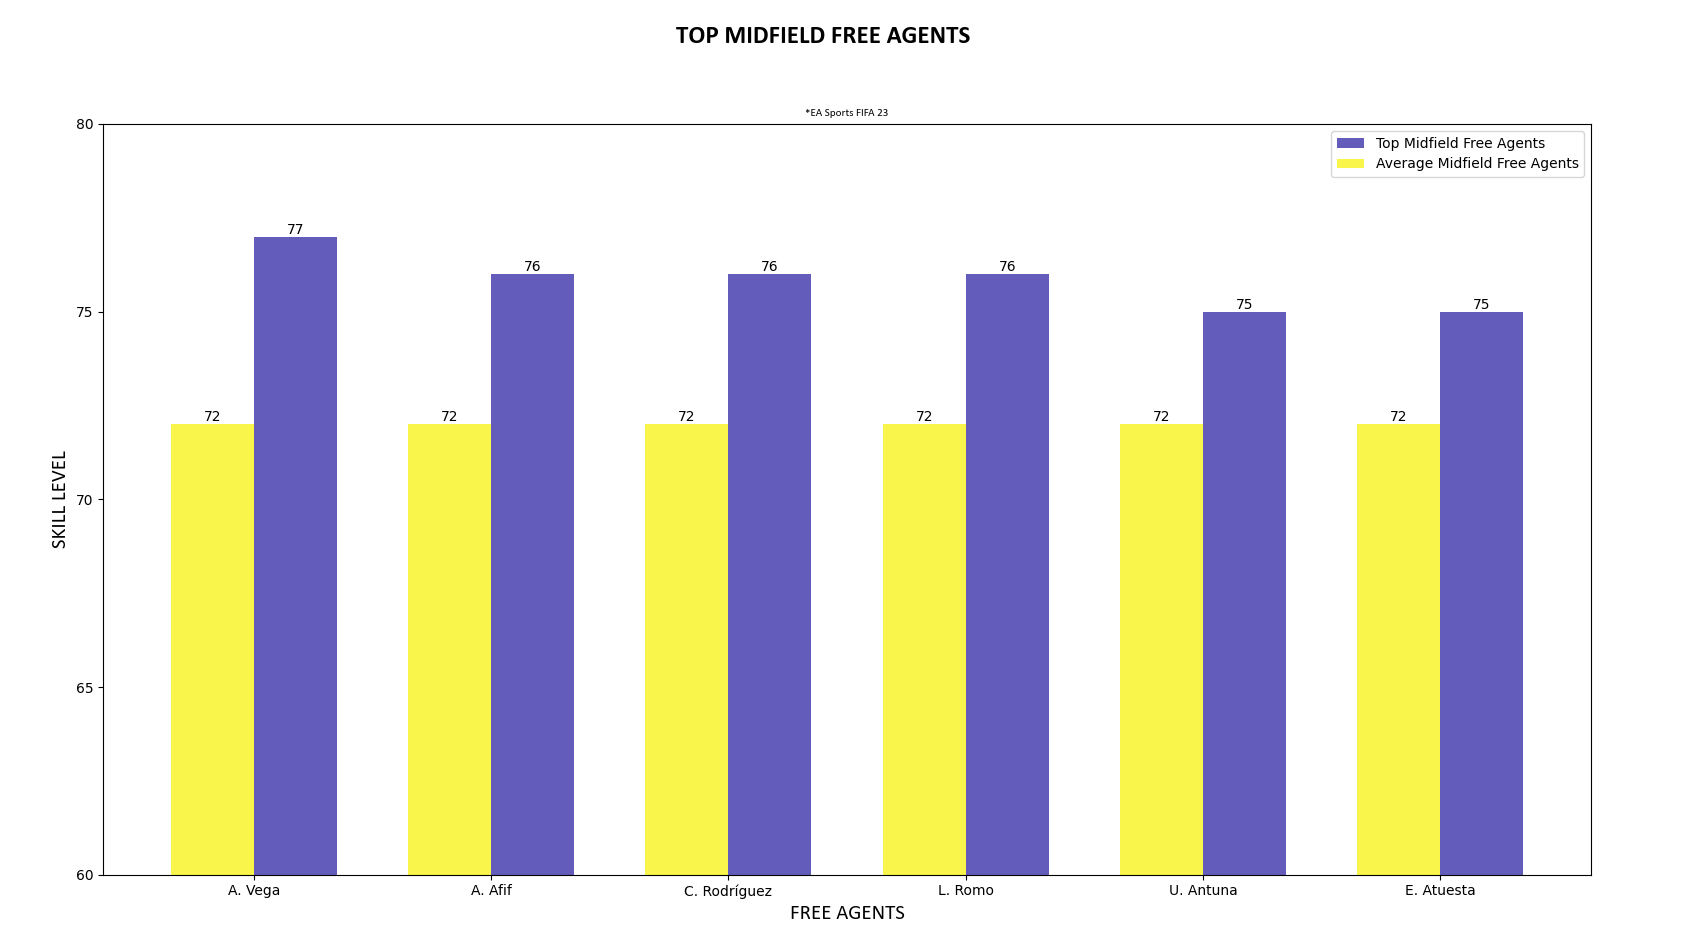 TOP MIDFIELD FREE AGENTS
*EA Sports FIFA 23
Top Midfield Free Agents
Average Midfield Free Agents
SKILL LEVEL
80
75
70
65
60
72
77
72
76
72
76
72
76
72
75
72
75
A. Vega
A. Afif
C. Rodríguez
L. Romo
U. Antuna
E. Atuesta
FREE AGENTS